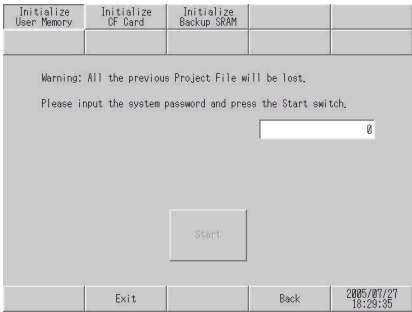 Initialize User Memory
Initialize CF Card
Initialize Backup SRAM
Warning: All the previous Project File will be lost.
Please input the system password and press the Start switch.
0
Start
Exit
Back
2005/07/27
18:29:35